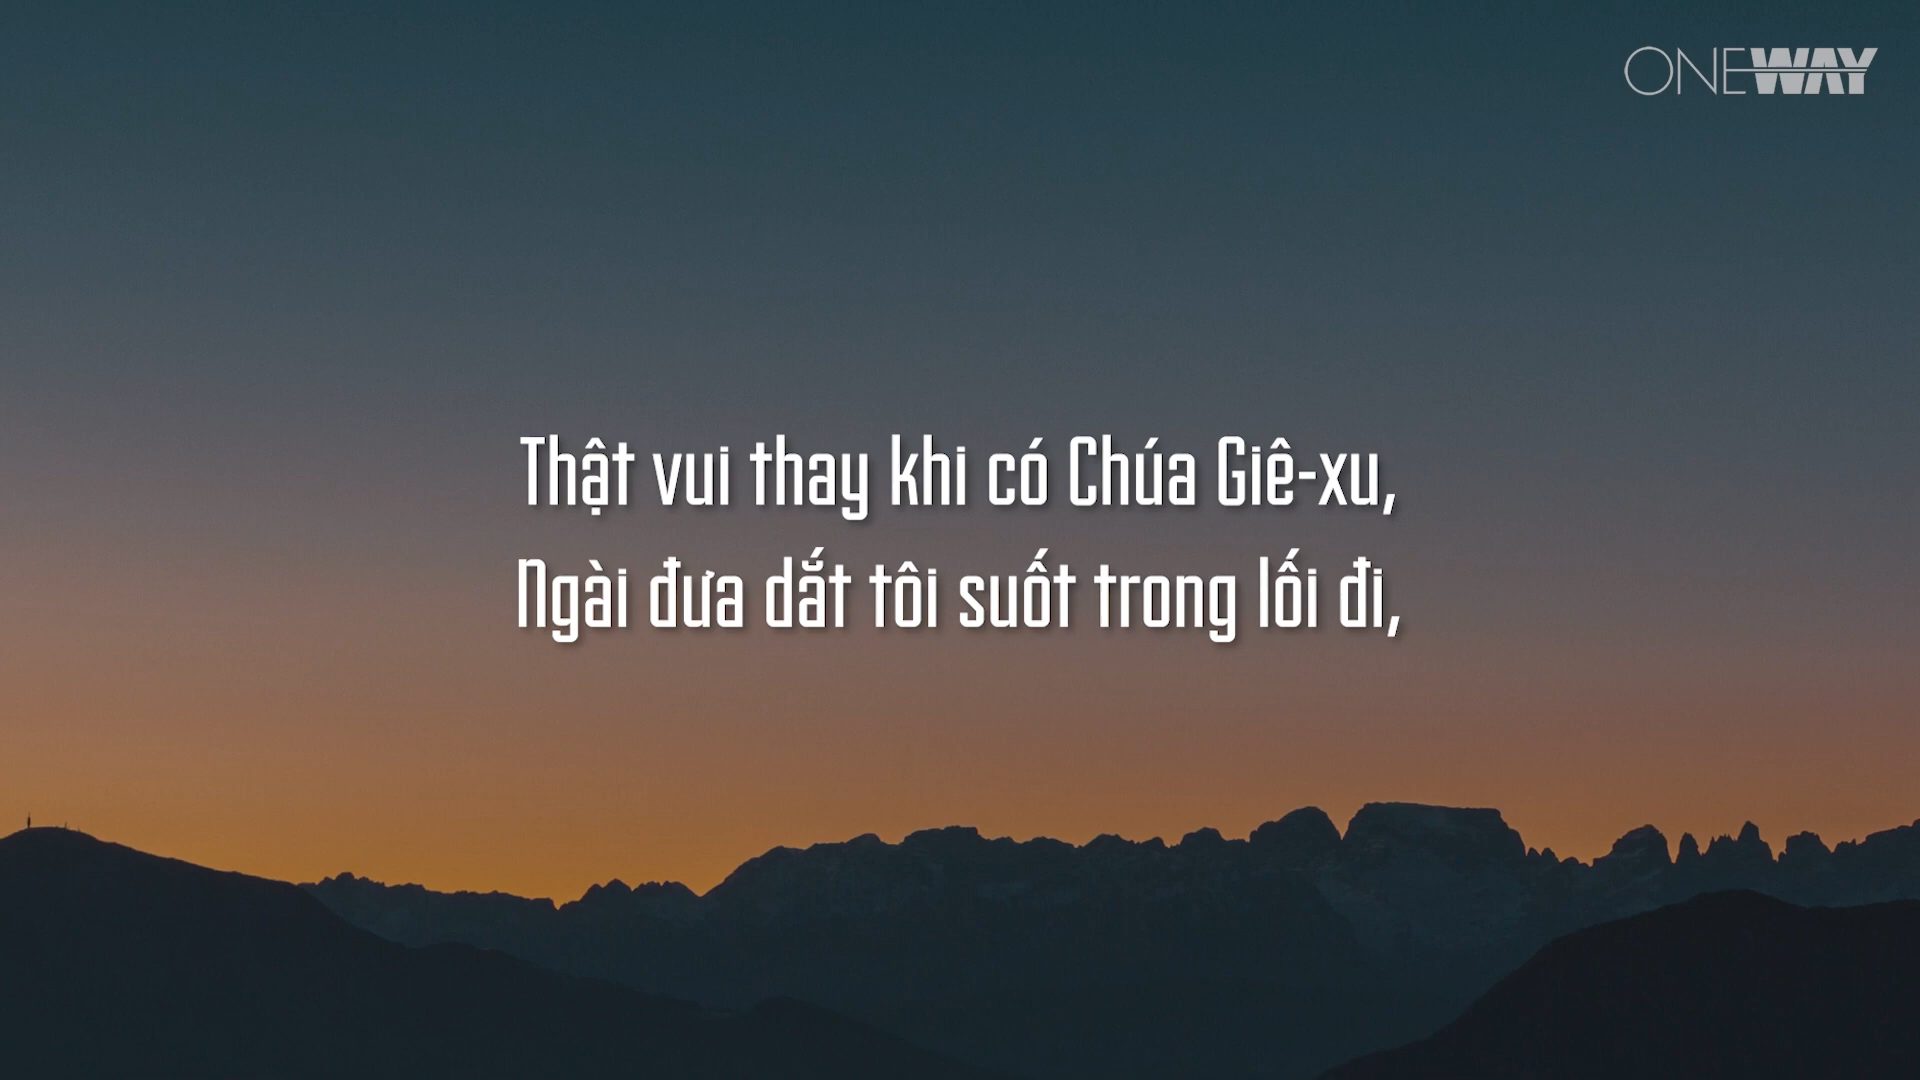 ONEWAY
Thật vui thay khi có Chúa Giê-xu,
Ngài đưa dắt tôi suốt trong lối đi,